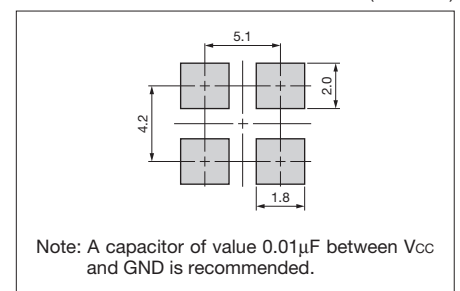 5.1
2.0
4.2
1.8
Note: A capacitor of value 0.01µF between Vcc
and GND is recommended.